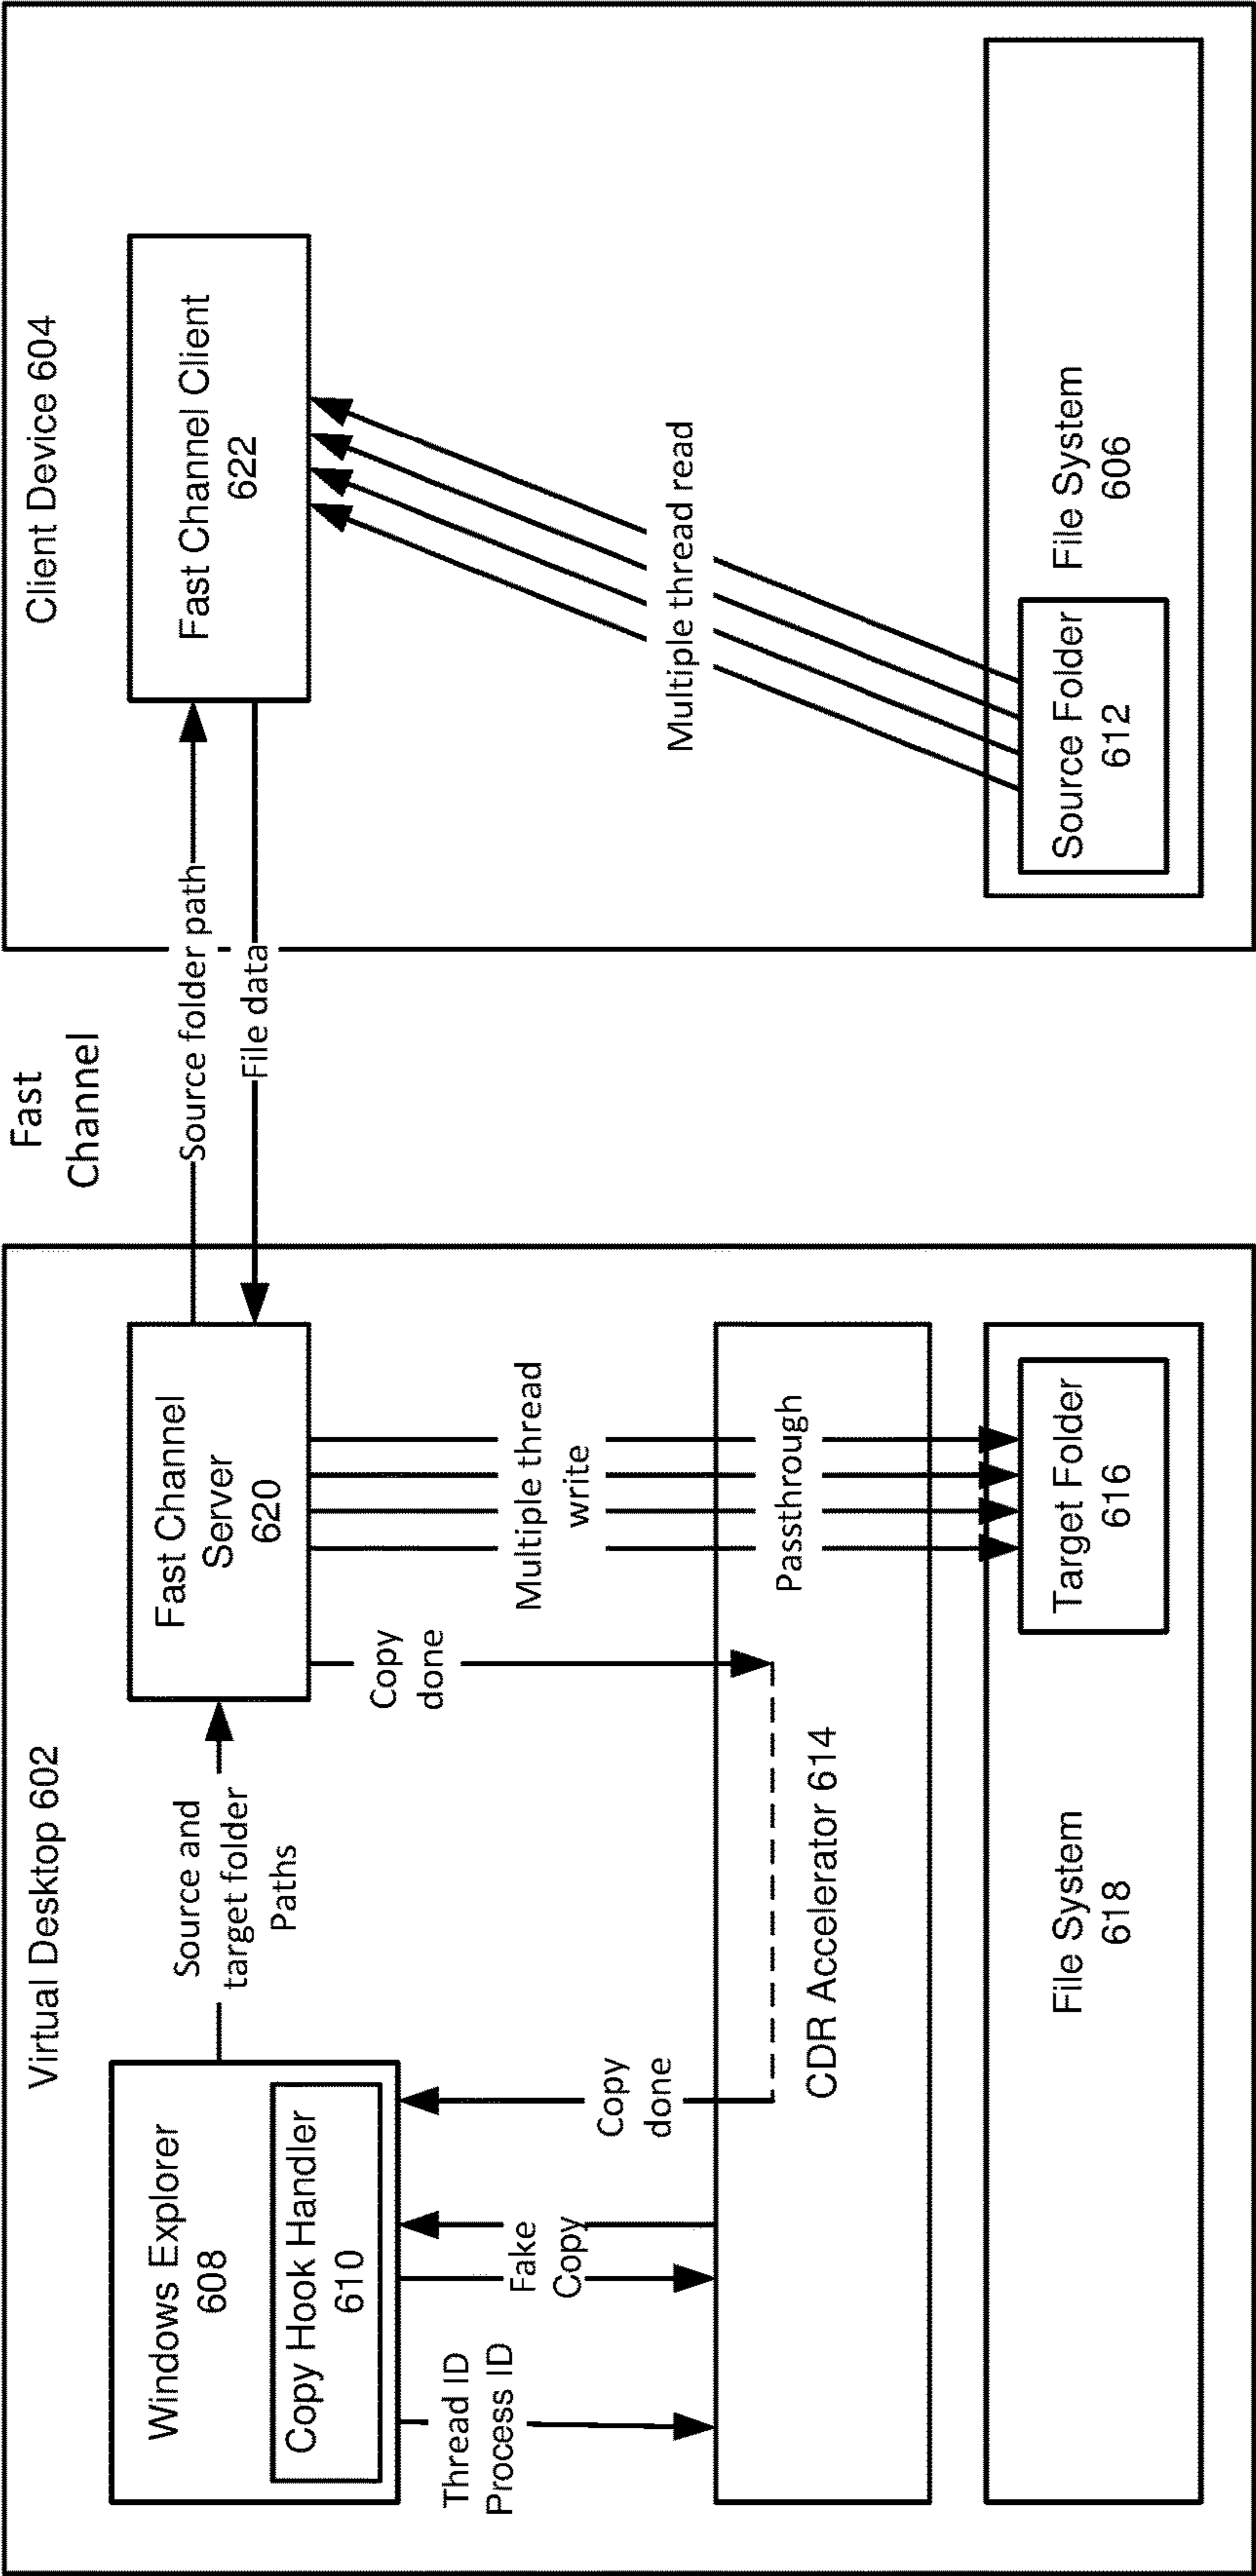 Virtual Desktop 602
Windows Explorer
608
Copy Hook Handler
610
Source and
target folder
Paths
Fast Channel
Server
620
Thread ID
Process ID
Fake
Copy
Copy
done
Copy
done
Multiple thread
write
Passthrough
CDR Accelerator 614
File System
618
Target Folder
616
Fast
Channel
Source folder path
File data
Client Device 604
Fast Channel Client
622
Multiple thread read
Source Folder
612
File System
606